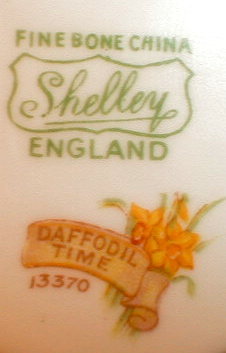 FINE BONE CHINA
Shelley
ENGLAND
DAFFODIL
TIME
13370